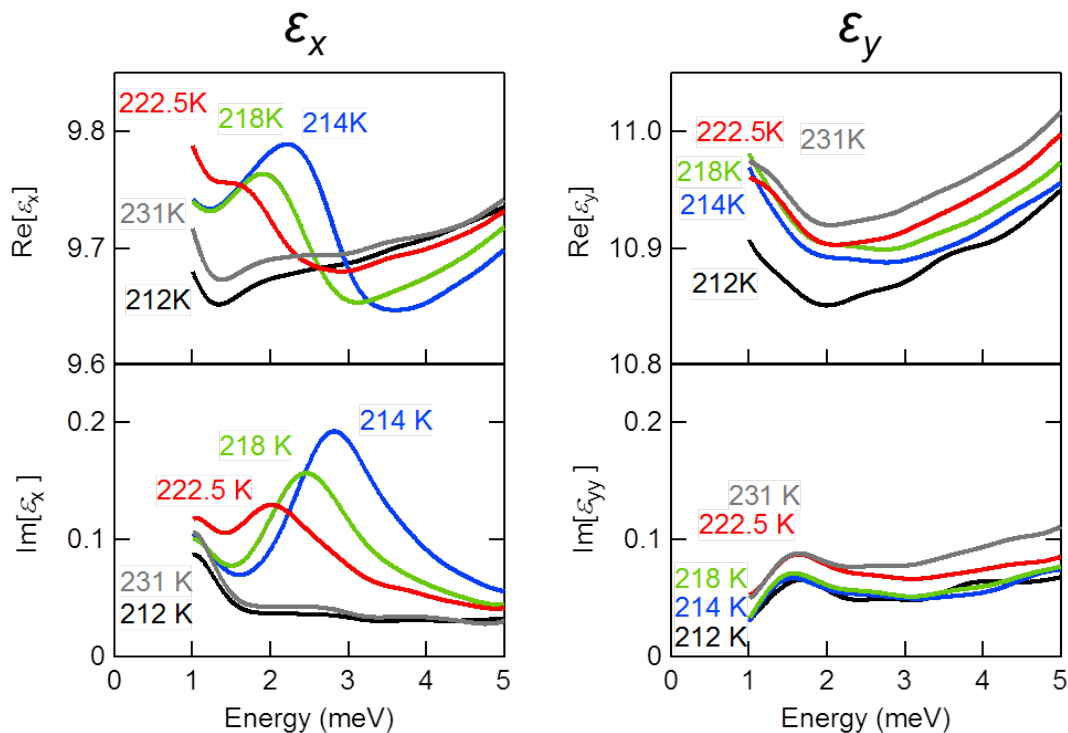 εx
εy
222.5K
218K
214K
231K
212K
9.8
9.7
9.6
Re[εx]
222.5K
231K
218K
214K
212K
11.0
10.9
10.8
Re[εy]
214 K
218 K
222.5 K
231 K
212 K
0.2
0.1
0
Im[εx]
0 1 2 3 4 5
Energy (meV)
231 K
222.5 K
218 K
214 K
212 K
0.2
0.1
0
Im[εyy]
0 1 2 3 4 5
Energy (meV)